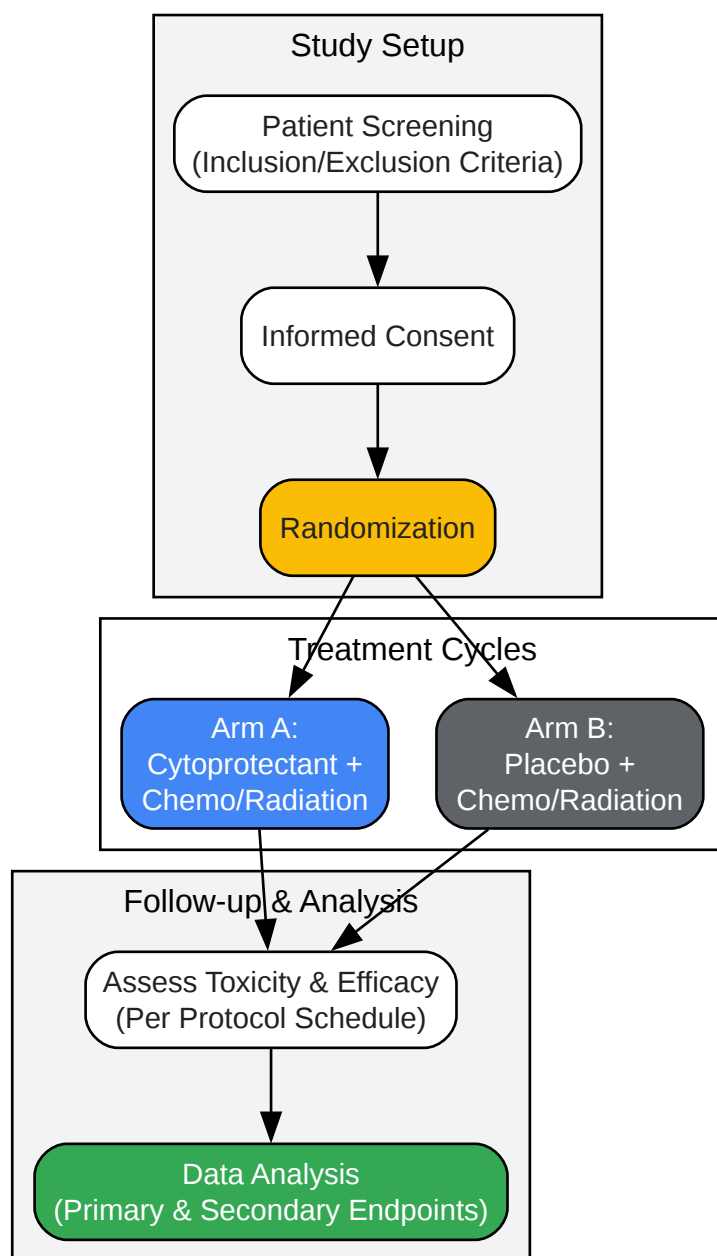 Study Setup
Patient Screening
(Inclusion/Exclusion Criteria)
Informed Consent
Randomization
Treatment Cycles
Arm A:
Cytoprotectant +
Chemo/Radiation
Arm B:
Placebo +
Chemo/Radiation
Follow-up & Analysis
Assess Toxicity & Efficacy
(Per Protocol Schedule)
Data Analysis
(Primary & Secondary Endpoints)